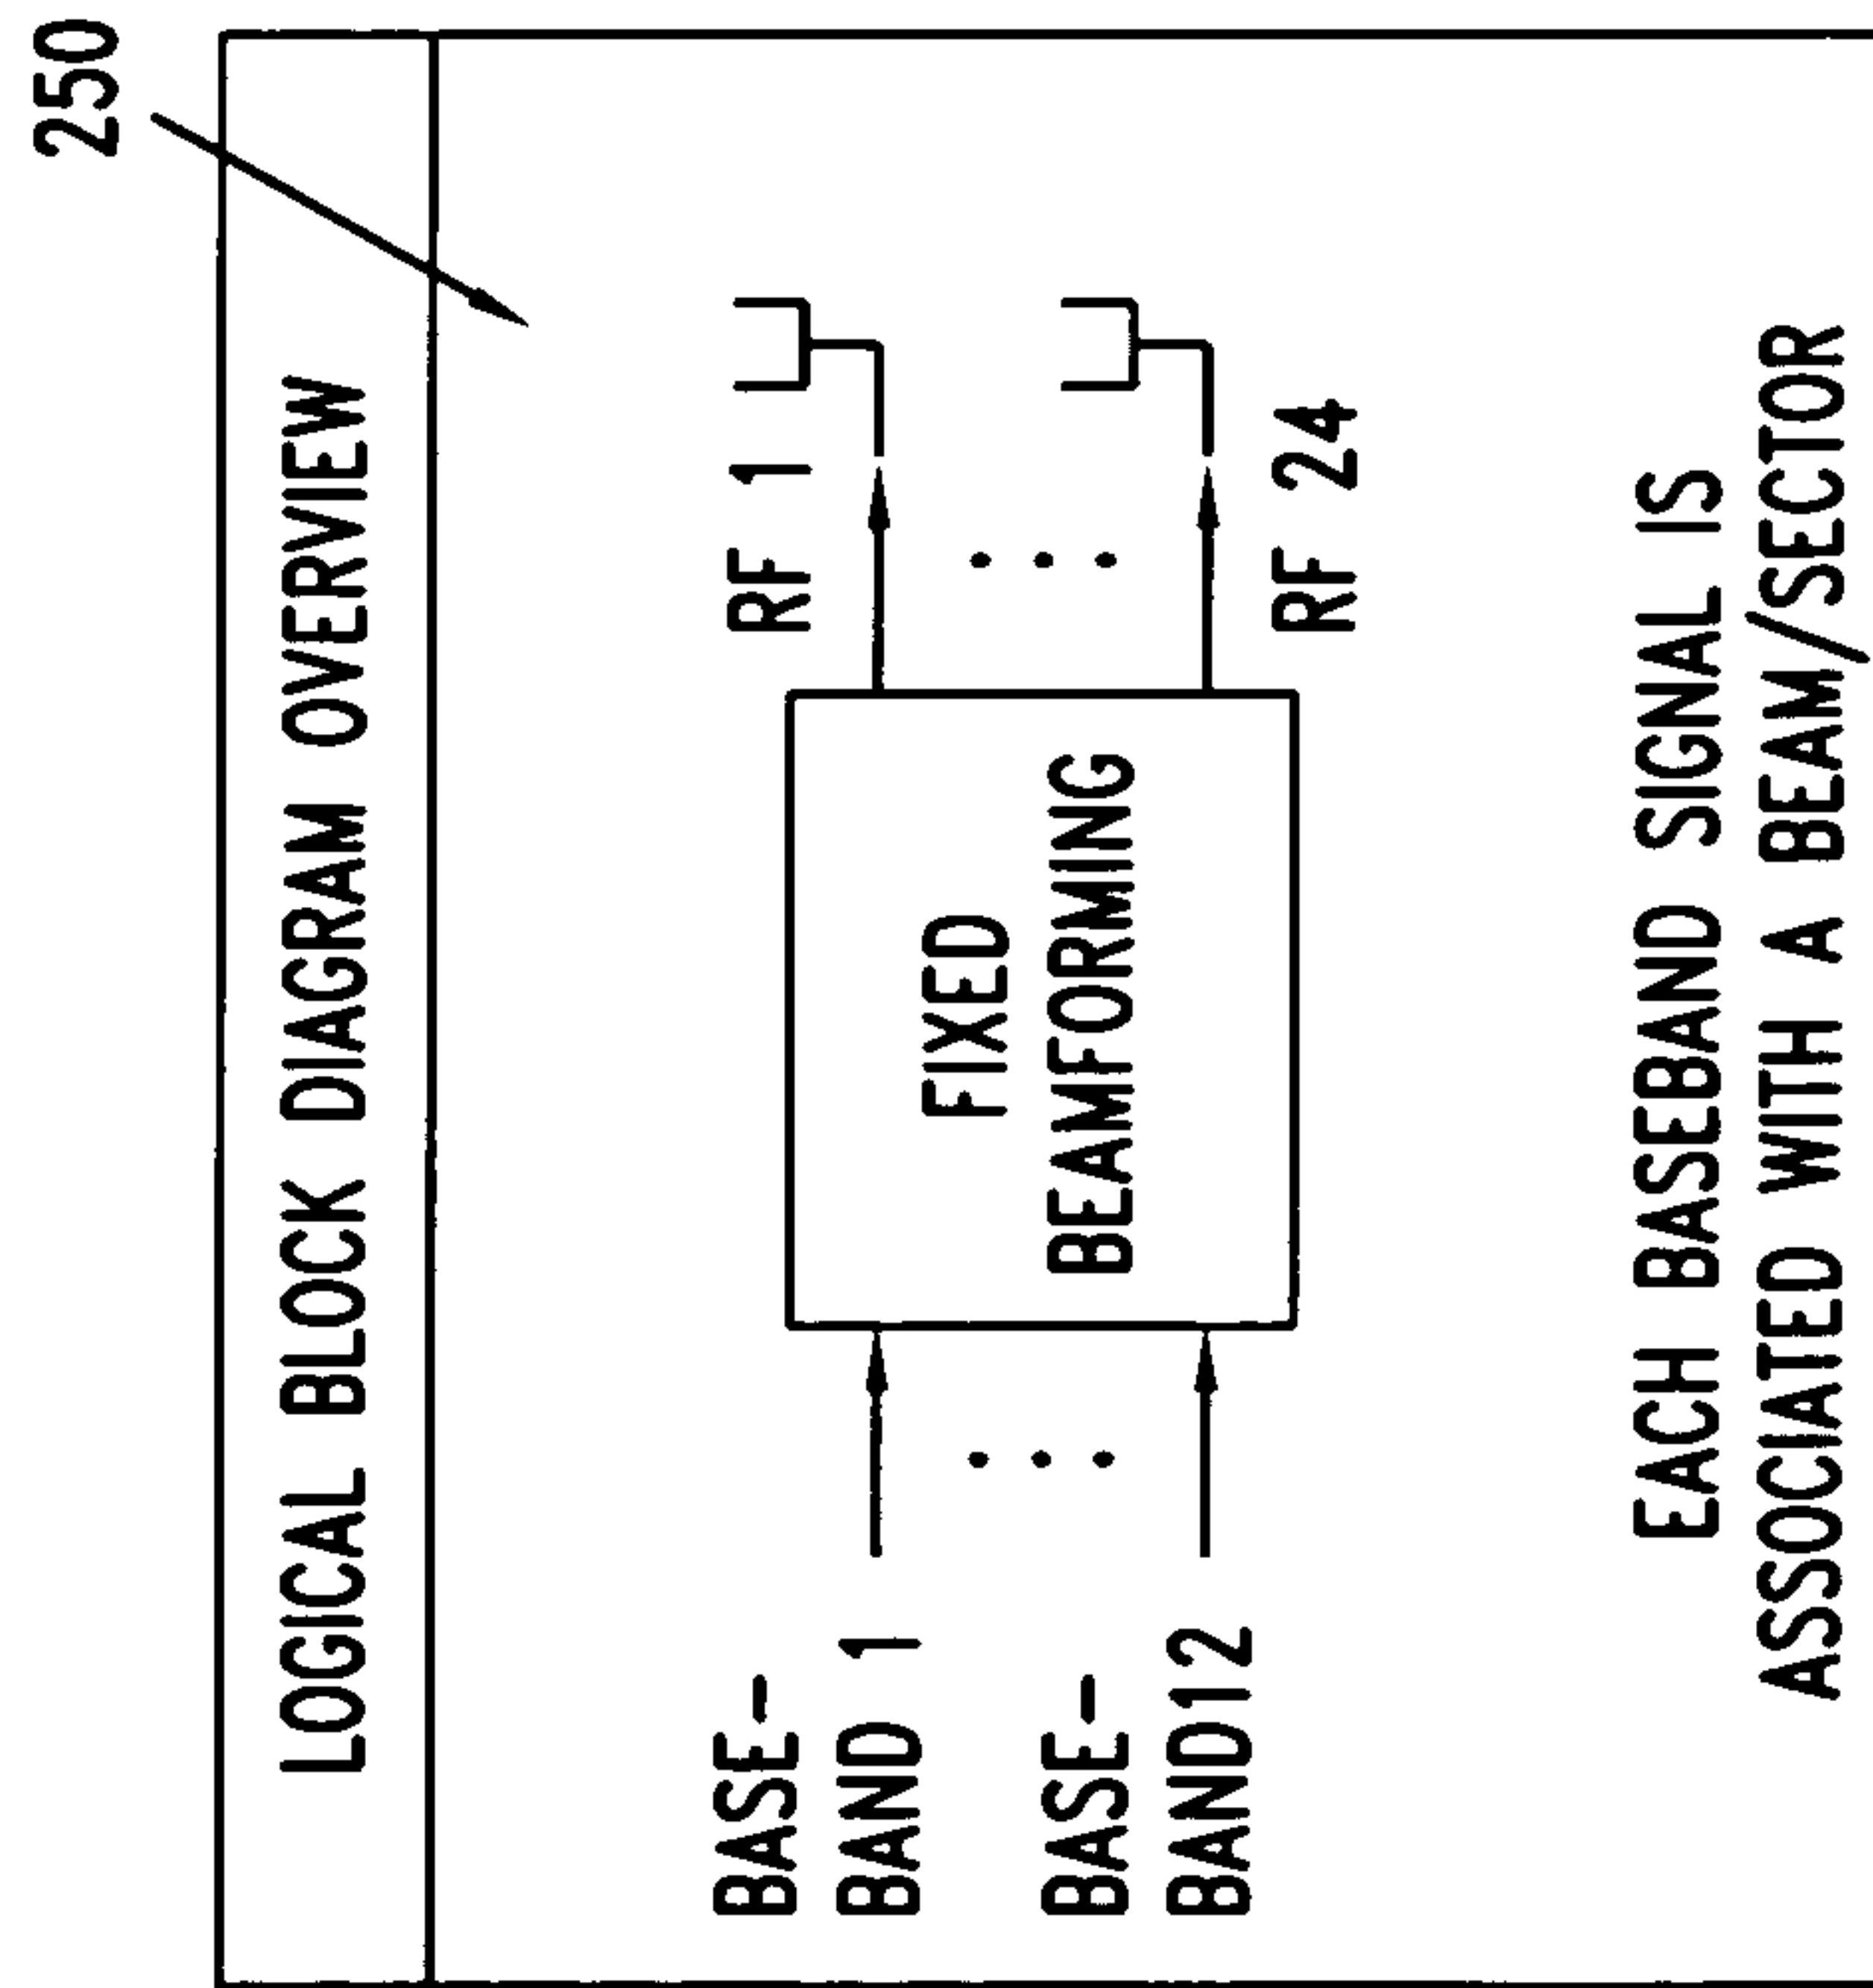 250
LOGICAL BLOCK DIAGRAM OVERVIEW
BASE-
BAND 1
BASE-
BAND12
FIXED
BEAMFORMING
RF 1
RF 24
EACH BASEBAND SIGNAL IS
ASSOCIATED WITH A BEAM/SECTOR